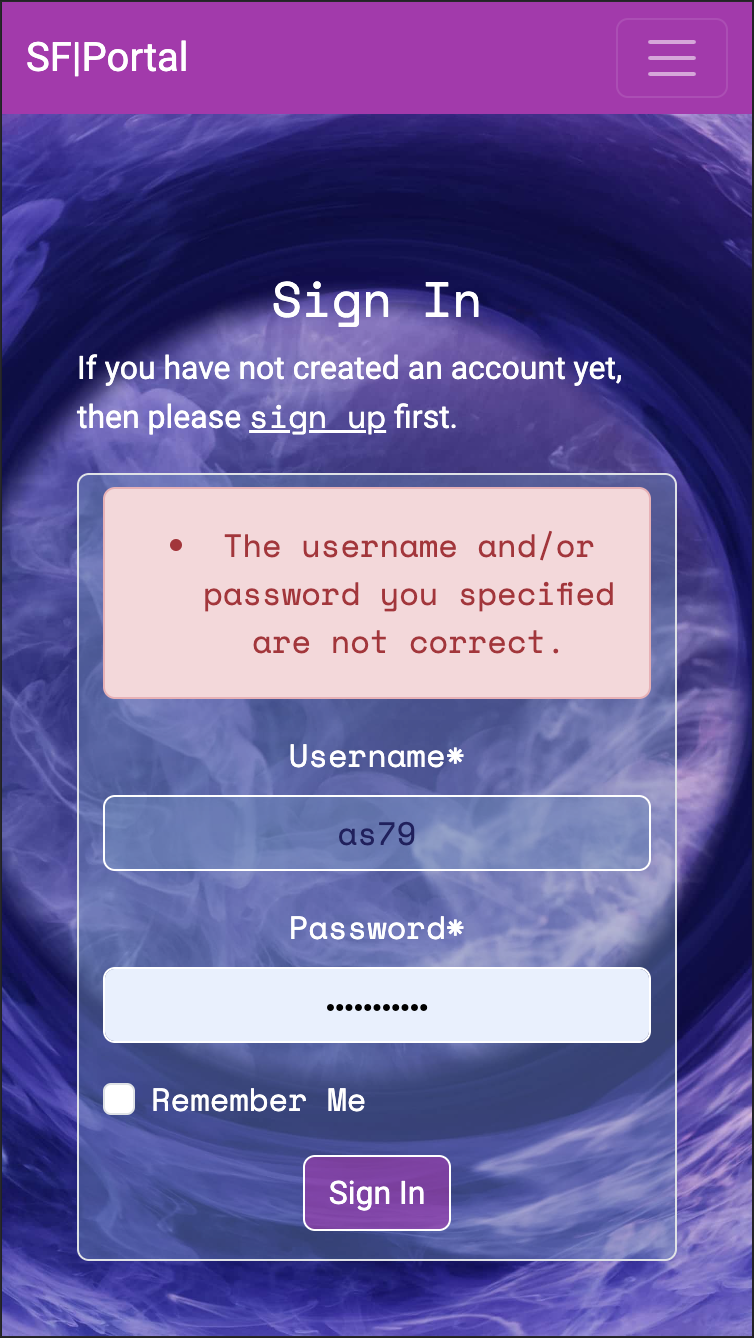 SF|Portal
Sign In
If you have not created an account yet,
then please sign up first.
• The username and/or
password you specified
are not correct.
Username*
as79
Password*
•••••••••••
Remember Me
Sign In